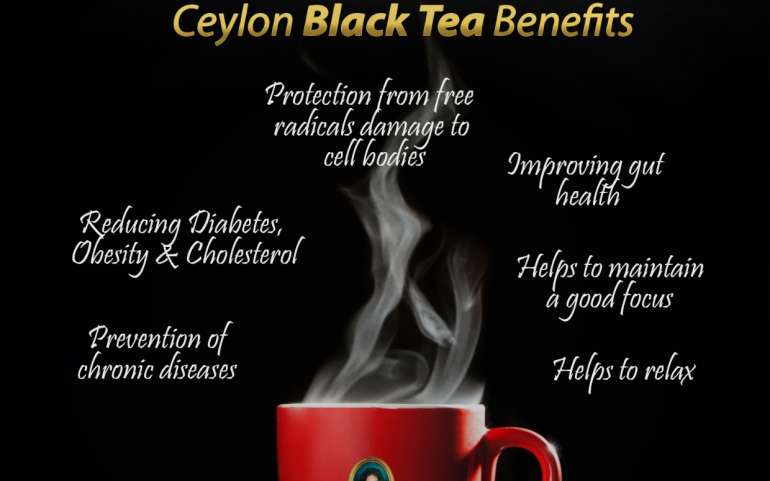 Ceylon Black Tea Benefits
Protection from free
radicals damage to
cell bodies
Improving gut
health
Reducing Diabetes,
Obesity & Cholesterol
Helps to maintain
a good focus
Prevention of
chronic diseases
Helps to relax